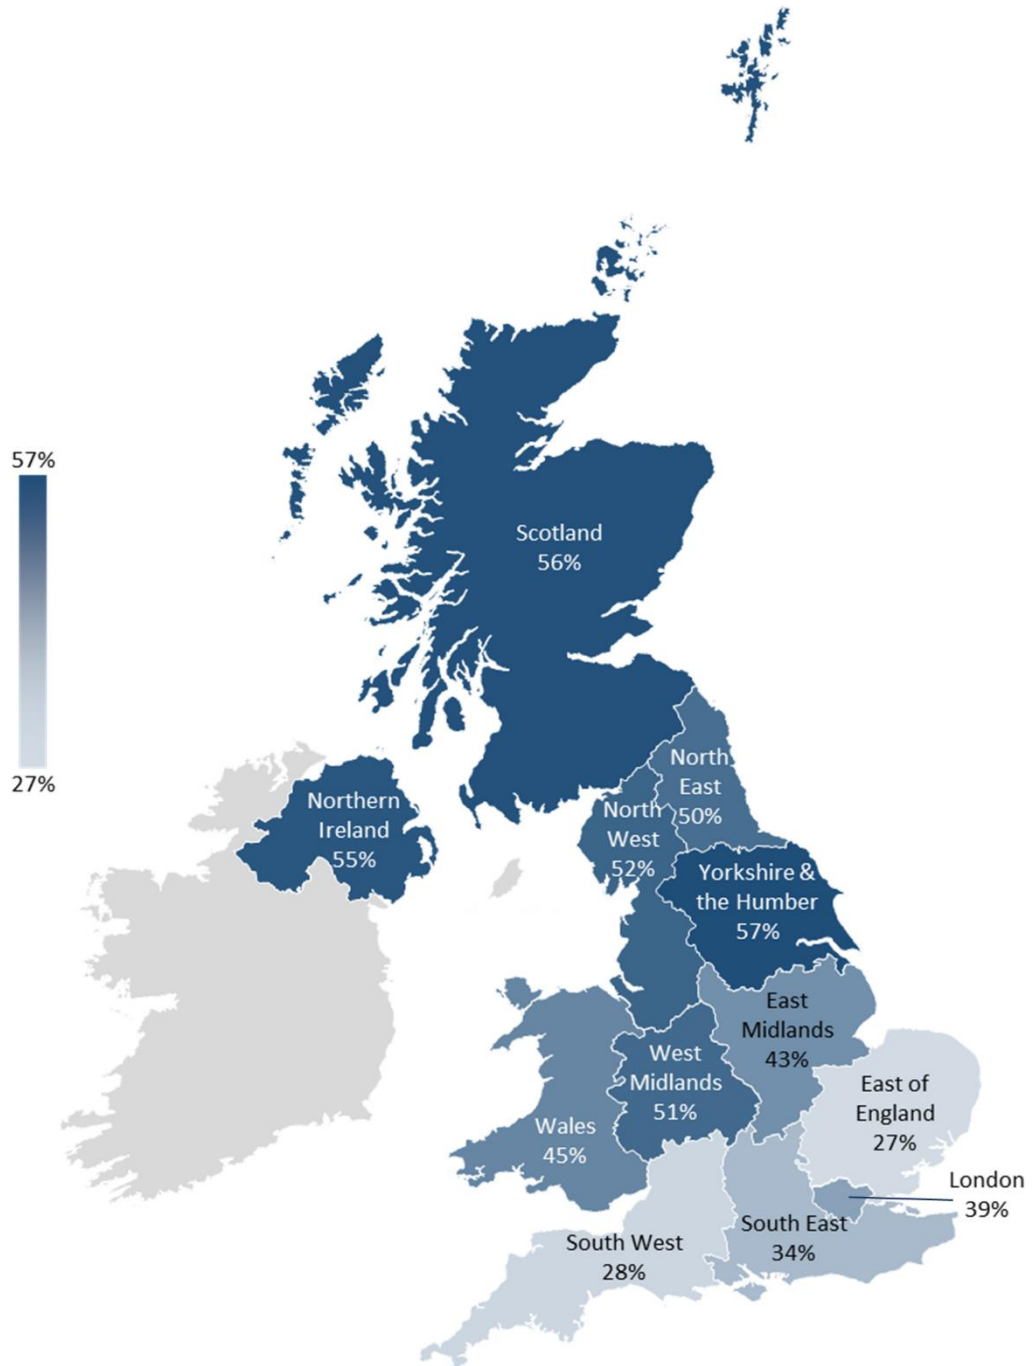 57%
27%
Scotland
56%
Northern
Ireland
55%
North
East
50%
North
West
52%
Yorkshire &
the Humber
57%
East
Midlands
43%
West
Midlands
51%
East of
England
27%
Wales
45%
London
39%
South East
34%
South West
28%